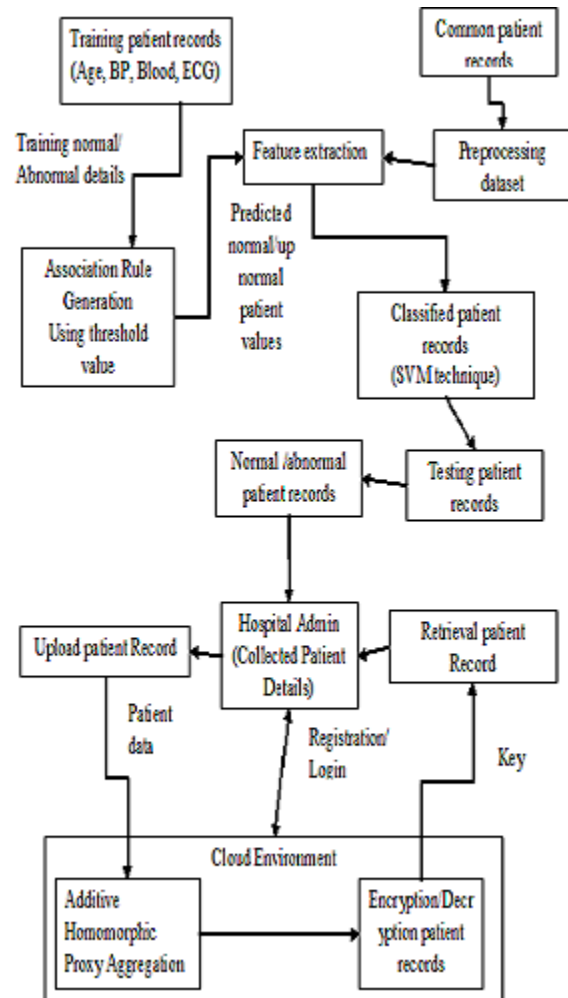 Training patient records
(Age, BP, Blood, ECG)
Common patient
records
Training normal/
Abnormal details
Feature extraction
Preprocessing
dataset
Association Rule
Generation
Using threshold
value
Predicted
normal/up
normal
patient
values
Classified patient
records
(SVM technique)
Normal /abnormal
patient records
Testing patient
records
Upload patient Record
Hospital Admin
(Collected Patient
Details)
Retrieval patient
Record
Patient
data
Registration/
Login
Key
Cloud Environment
Additive
Homomorphic
Proxy Aggregation
Encryption/Decr
yption patient
records